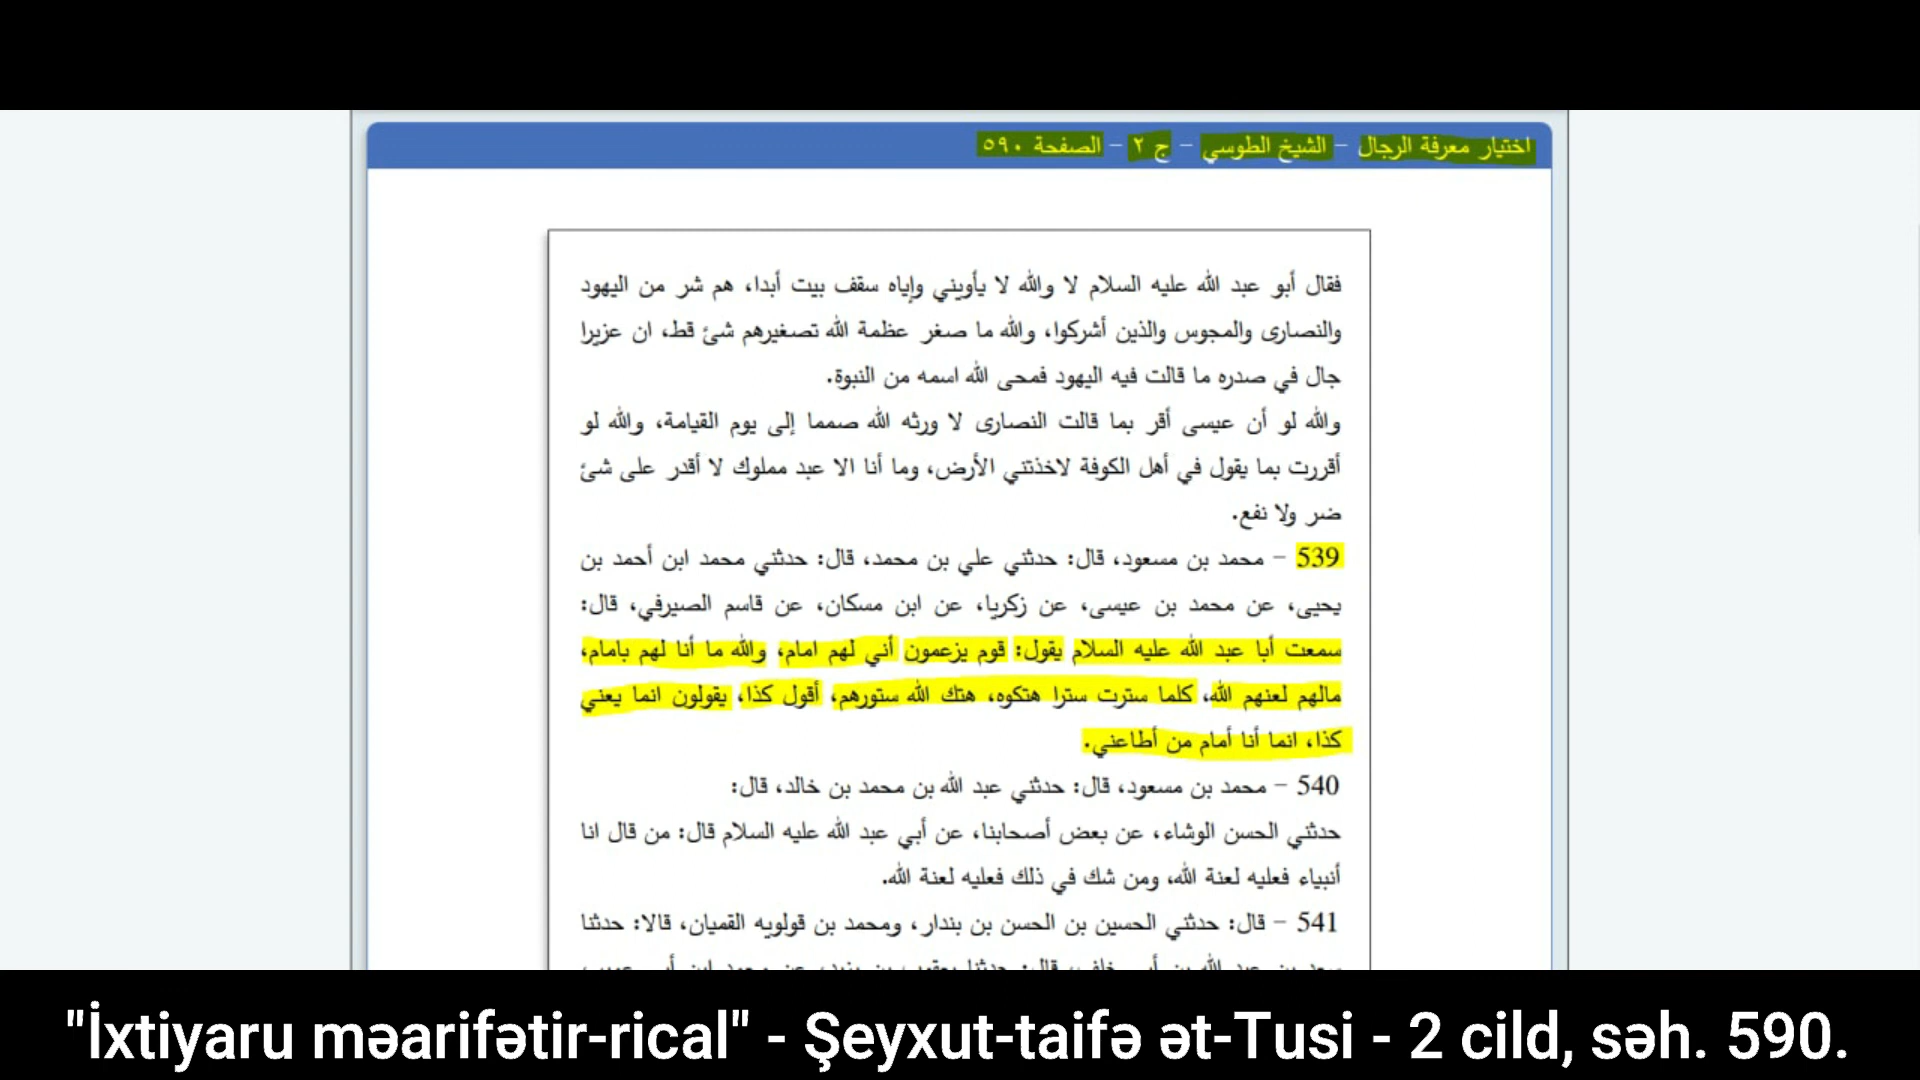 اختيار معرفة الرجال – الشيخ الطوسي – ج ٢ – الصفحة ٥٩٠
فقال أبو عبد الله عليه السلام لا والله لا يأويني وإياه سقف بيت أبدا، هم شر من اليهود
والنصارى والمجوس والذين أشركوا، والله ما صغر عظمة الله تصغيرهم شئ قط، ان عزيرا
جال في صدره ما قالت فيه اليهود فمحى الله اسمه من النبوة.
والله لو أن عيسى أقر بما قالت النصارى لا ورثه الله صمما إلى يوم القيامة، والله لو
أقررت بما يقول في أهل الكوفة لاخذتني الأرض، وما أنا الا عبد مملوك لا أقدر على شئ
ضر ولا نفع.
539 – محمد بن مسعود، قال: حدثني علي بن محمد، قال: حدثني محمد ابن أحمد بن
يحيى، عن محمد بن عيسى، عن زكريا، عن ابن مسكان، عن قاسم الصيرفي، قال:
سمعت أبا عبد الله عليه السلام يقول: قوم يزعمون أني لهم امام، والله ما أنا لهم بامام،
مالهم لعنهم الله، كلما سترت سترا هتكوه، هتك الله ستورهم، أقول كذا، يقولون انما يعني
كذا، انما أنا أمام من أطاعني.
540 – محمد بن مسعود، قال: حدثني عبد الله بن محمد بن خالد، قال:
حدثني الحسن الوشاء، عن بعض أصحابنا، عن أبي عبد الله عليه السلام قال: من قال انا
أنبياء فعليه لعنة الله، ومن شك في ذلك فعليه لعنة الله.
541 – قال: حدثني الحسين بن الحسن بن بندار، ومحمد بن قولويه القميان، قالا: حدثنا
"İxtiyaru məarifətir-rical" - Şeyxut-taifə ət-Tusi - 2 cild, səh. 590.